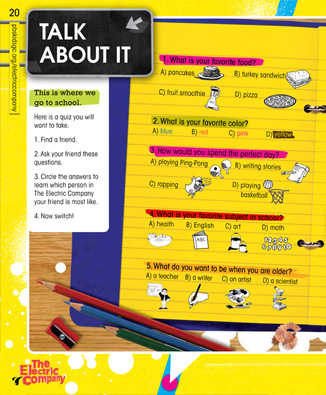 20
pbskidsgo.org/electriccompany
TALK
ABOUT IT
This is where we
go to school.
Here is a quiz you will
want to take.
1. Find a friend.
2. Ask your friend these
questions.
3. Circle the answers to
learn which person in
The Electric Company
your friend is most like.
4. Now switch!
1. What is your favorite food?
A) pancakes B) turkey sandwich
C) fruit smoothie D) pizza
2. What is your favorite color?
A) blue B) red C) pink D) yellow
3. How would you spend the perfect day?
A) playing Ping-Pong B) writing stories
C) rapping D) playing
basketball
4. What is your favorite subject in school?
A) health B) English C) art D) math
ABC
5. What do you want to be when you are older?
A) a teacher B) a writer C) an artist D) a scientist
The
Electric
Company